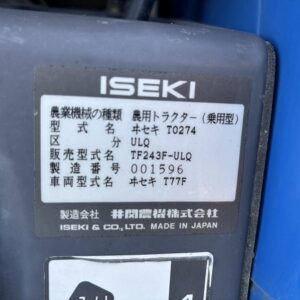 ISEKI
農業機械の種類 農用トラクター(乗用型)
型式名 ヰセキ T0274
区分 ULQ
販売型式名 TF243F-ULQ
製造番号 001596
車両型式名 ヰセキ T77F
製造会社 井関農機株式会社
ISEKI & CO., LTD. MADE IN JAPAN